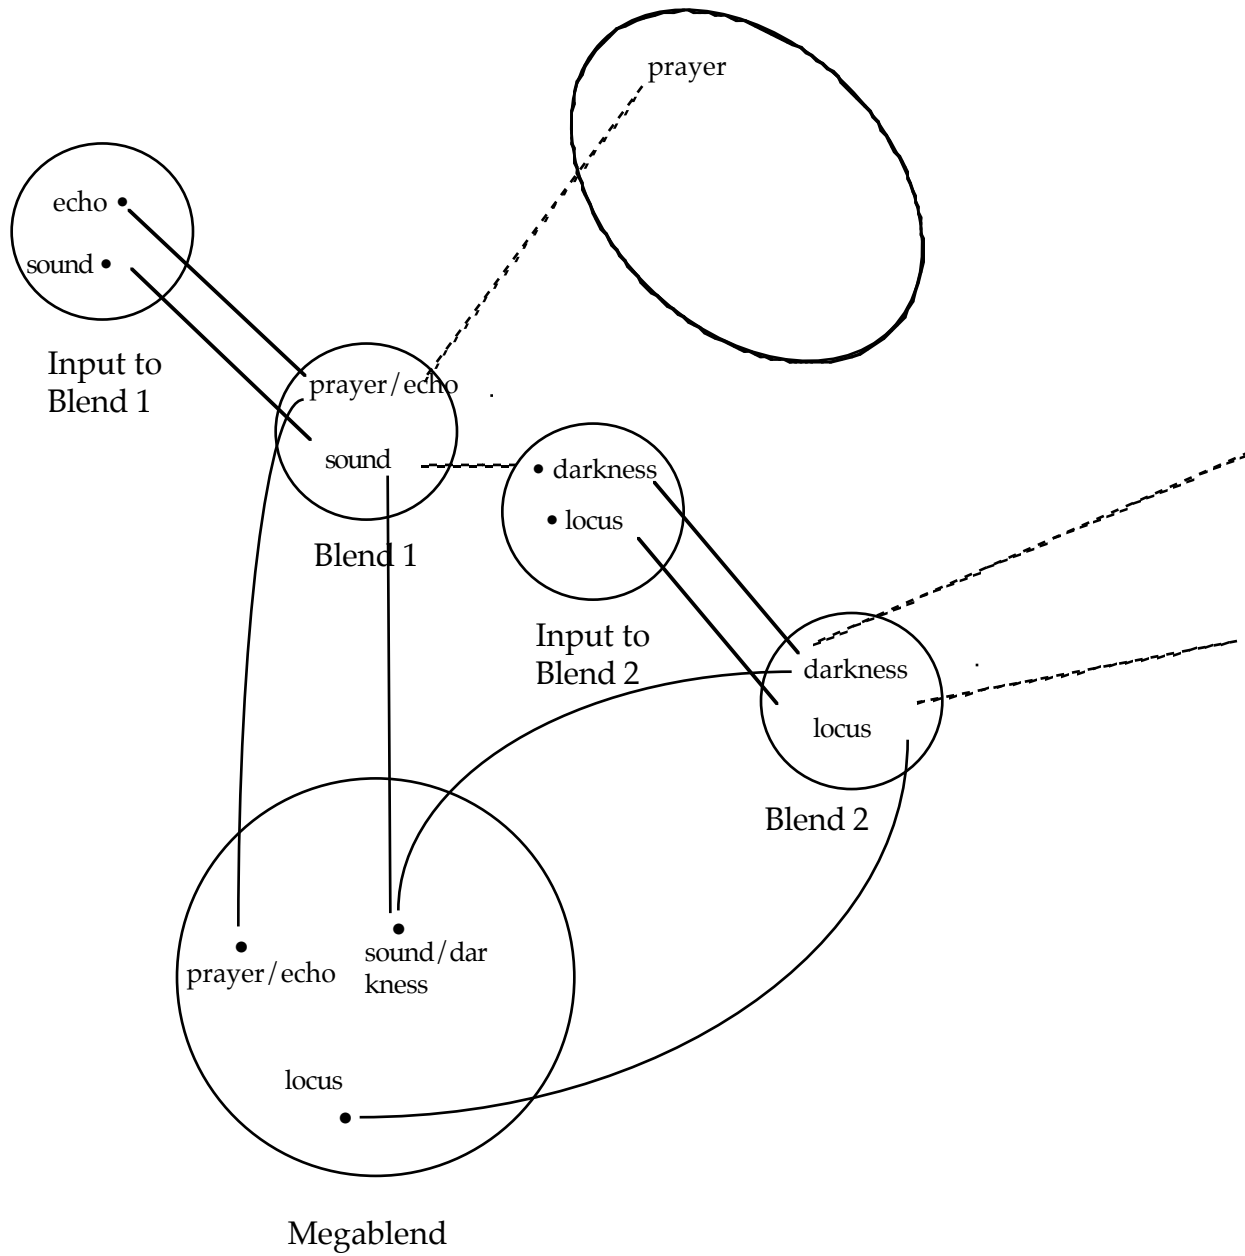 prayer
echo
sound
Input to
Blend 1
prayer/echo
sound
Blend 1
darkness
locus
Input to
Blend 2
darkness
locus
Blend 2
sound/dar
kness
prayer/echo
locus
Megablend